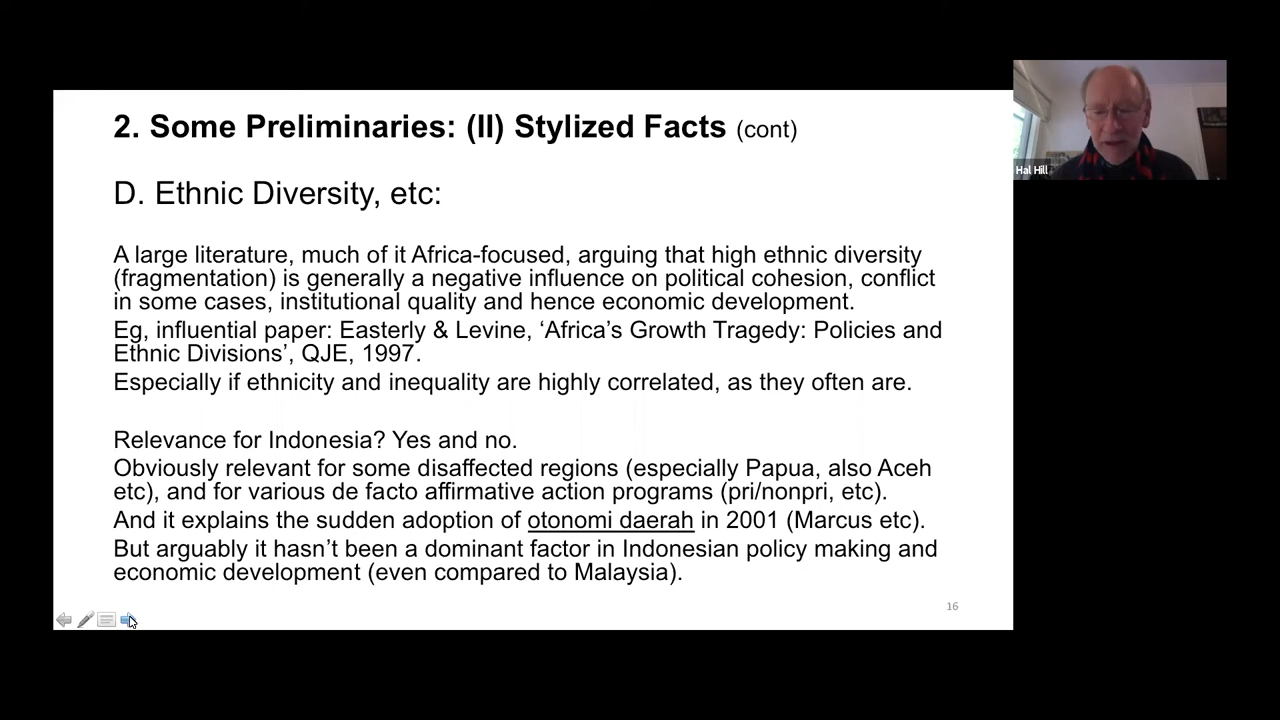 2. Some Preliminaries: (II) Stylized Facts (cont)
D. Ethnic Diversity, etc:
A large literature, much of it Africa-focused, arguing that high ethnic diversity
(fragmentation) is generally a negative influence on political cohesion, conflict
in some cases, institutional quality and hence economic development.
Eg, influential paper: Easterly & Levine, ‘Africa’s Growth Tragedy: Policies and
Ethnic Divisions’, QJE, 1997.
Especially if ethnicity and inequality are highly correlated, as they often are.
Relevance for Indonesia? Yes and no.
Obviously relevant for some disaffected regions (especially Papua, also Aceh
etc), and for various de facto affirmative action programs (pri/nonpri, etc).
And it explains the sudden adoption of otonomi daerah in 2001 (Marcus etc).
But arguably it hasn’t been a dominant factor in Indonesian policy making and
economic development (even compared to Malaysia).
16
Hal Hill